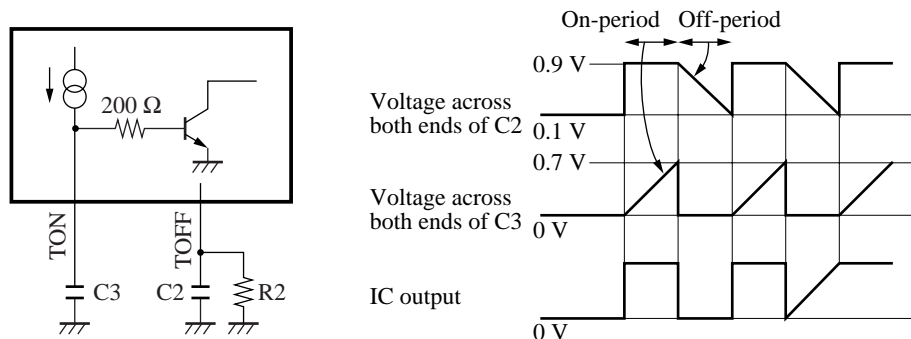 200 Ω
TON
TOFF
C3
C2
R2
On-period
Off-period
0.9 V
Voltage across
both ends of C2
0.1 V
0.7 V
Voltage across
both ends of C3
0 V
IC output
0 V